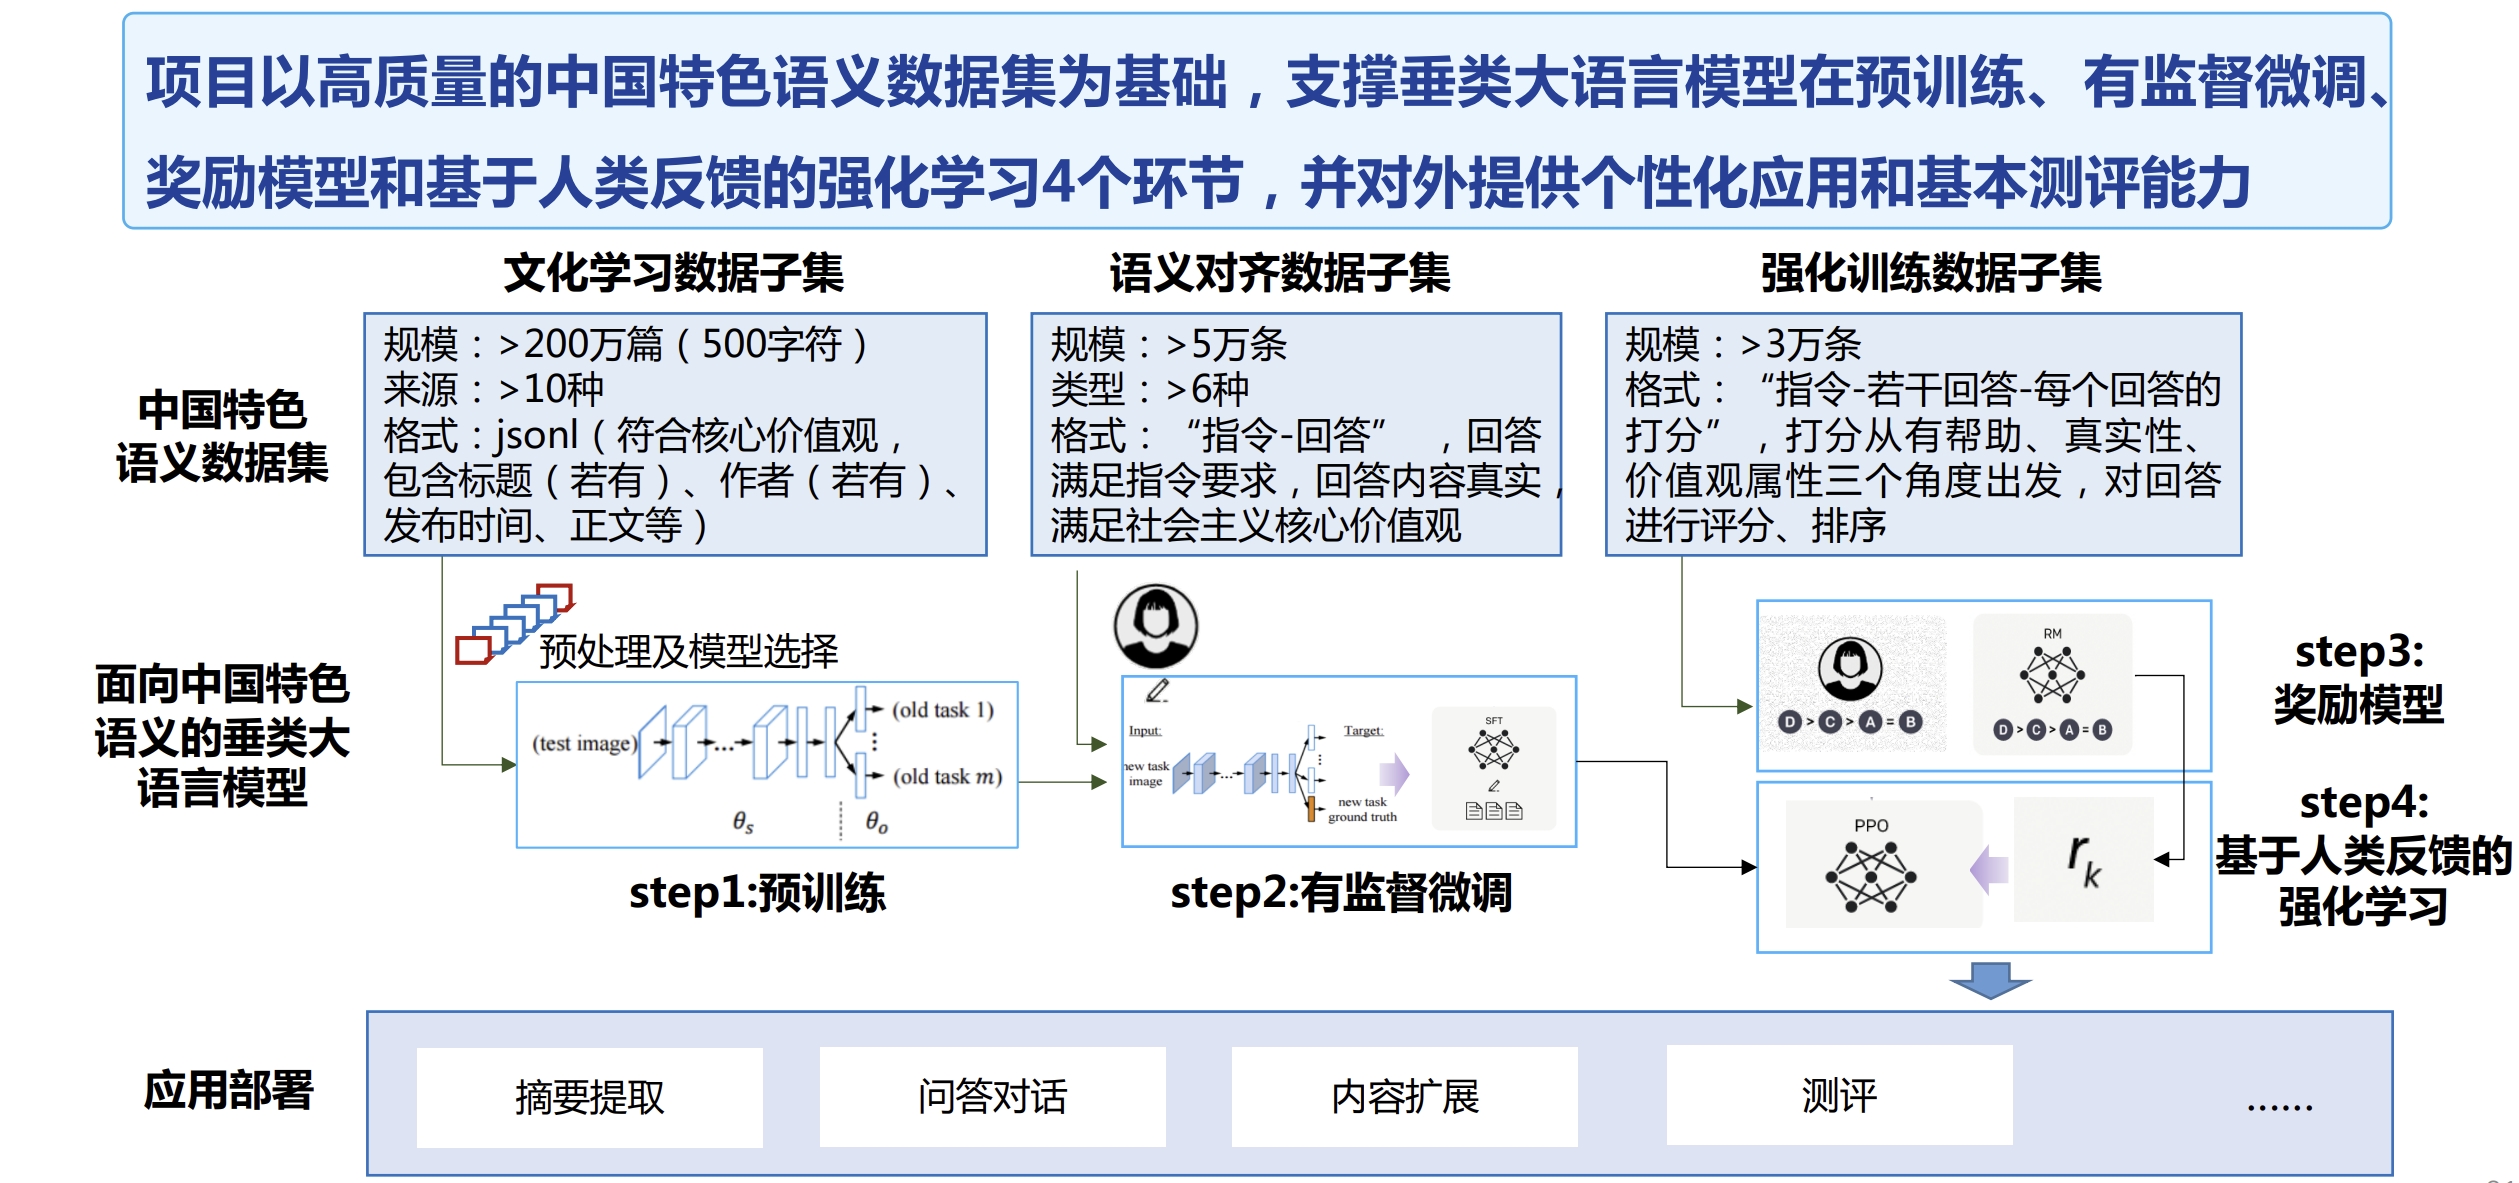 项目以高质量的中国特色语义数据集为基础，支撑垂类大语言模型在预训练、有监督微调、
奖励模型和基于人类反馈的强化学习4个环节，并对外提供个性化应用和基本测评能力
文化学习数据子集
语义对齐数据子集
强化训练数据子集
中国特色
语义数据集
规模：>200万篇（500字符）
来源：>10种
格式：jsonl（符合核心价值观，
包含标题（若有）、作者（若有）、
发布时间、正文等）
规模：>5万条
类型：>6种
格式：“指令-回答”，回答
满足指令要求，回答内容真实，
满足社会主义核心价值观
规模：>3万条
格式：“指令-若干回答-每个回答的
打分”，打分从有帮助、真实性、
价值观属性三个角度出发，对回答
进行评分、排序
面向中国特色
语义的垂类大
语言模型
预处理及模型选择
(test image)
...
(old task 1)
(old task m)
θs
θo
step1:预训练
Input:
new task
image
...
Target:
new task
ground truth
SFT
step2:有监督微调
D > C > A = B
RM
D > C > A = B
step3:
奖励模型
PPO
rk
step4:
基于人类反馈的
强化学习
应用部署
摘要提取
问答对话
内容扩展
测评
......